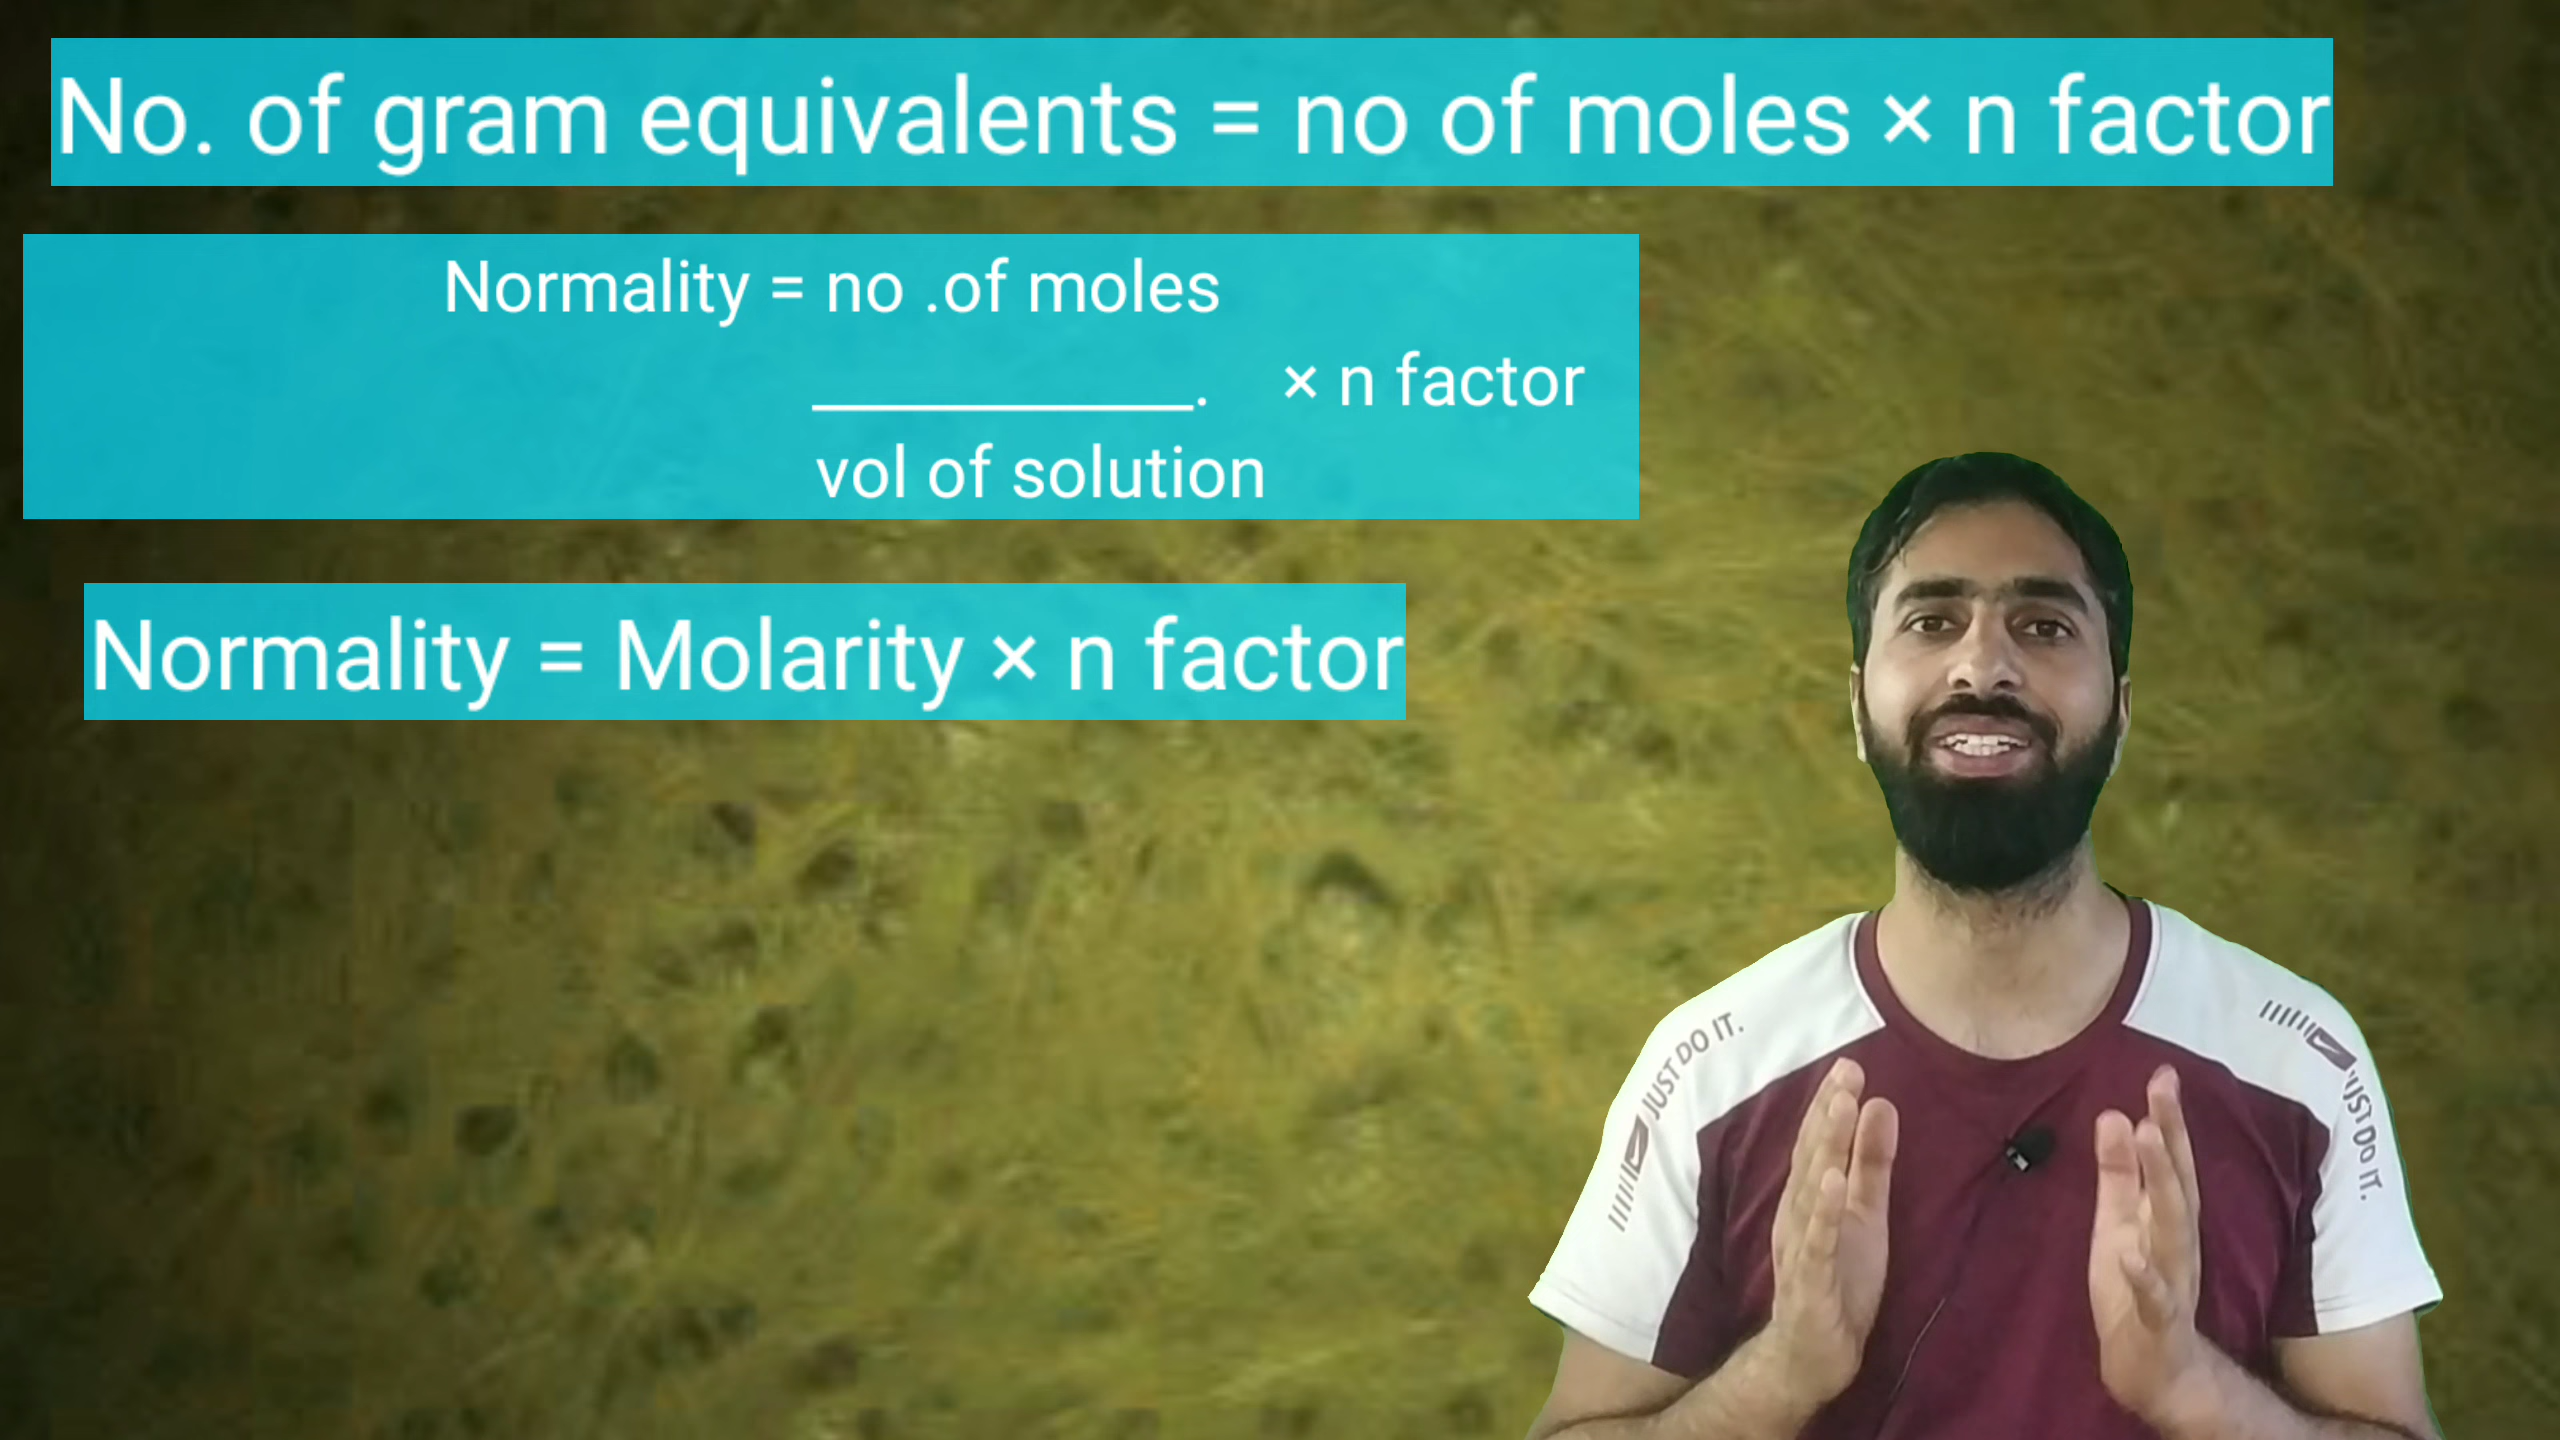 No. of gram equivalents = no of moles × n factor
Normality = no .of moles
___________. × n factor
vol of solution
Normality = Molarity × n factor
JUST DO IT.
JUST DO IT.